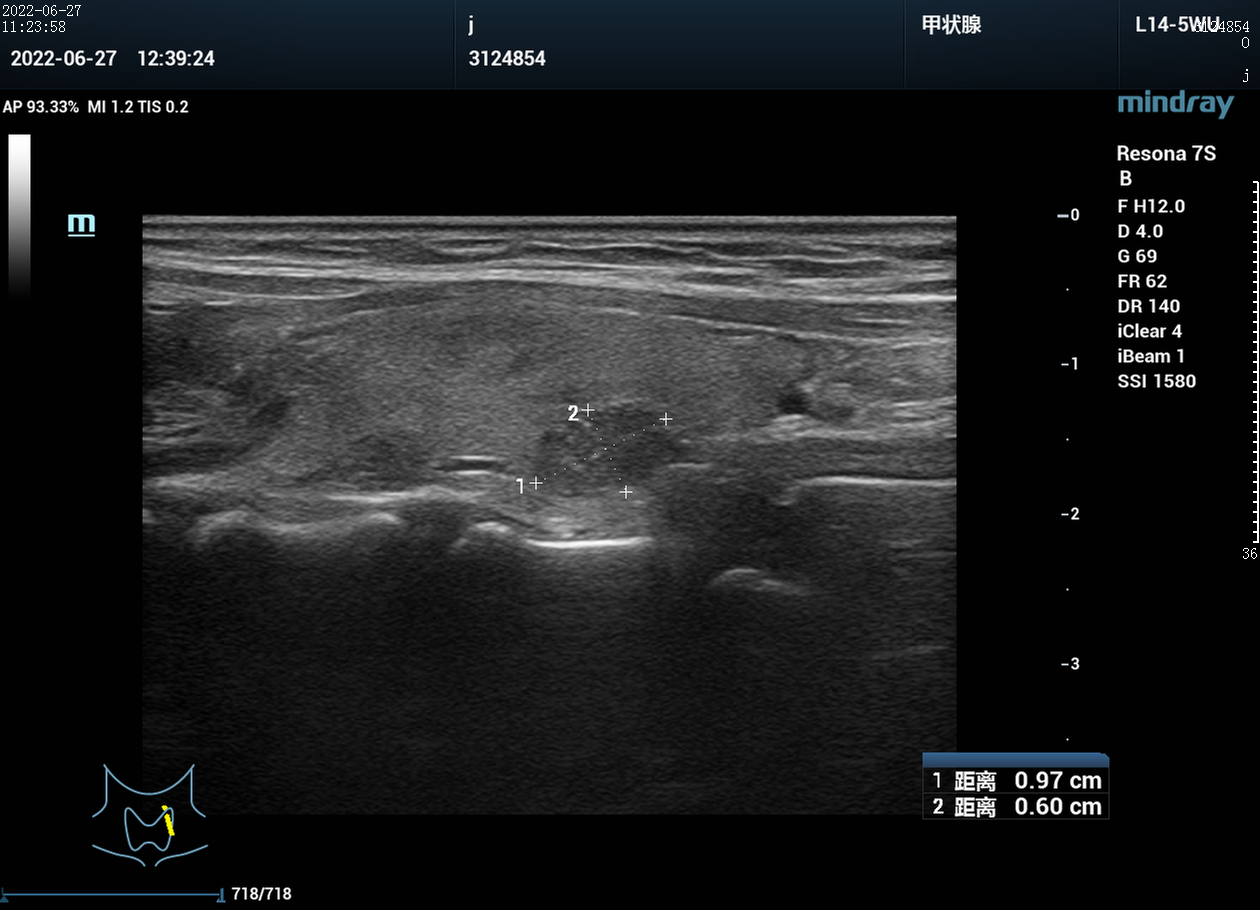 2022-06-27
11:23:58
2022-06-27 12:39:24
j
3124854
甲状腺
L14-5WU
3124854
0
j
AP 93.33% MI 1.2 TIS 0.2
mindray
m
Resona 7S
B
F H12.0
D 4.0
G 69
FR 62
DR 140
iClear 4
iBeam 1
SSI 1580
0
-1
-2
-3
36
2
1
1 距离 0.97 cm
2 距离 0.60 cm
718/718